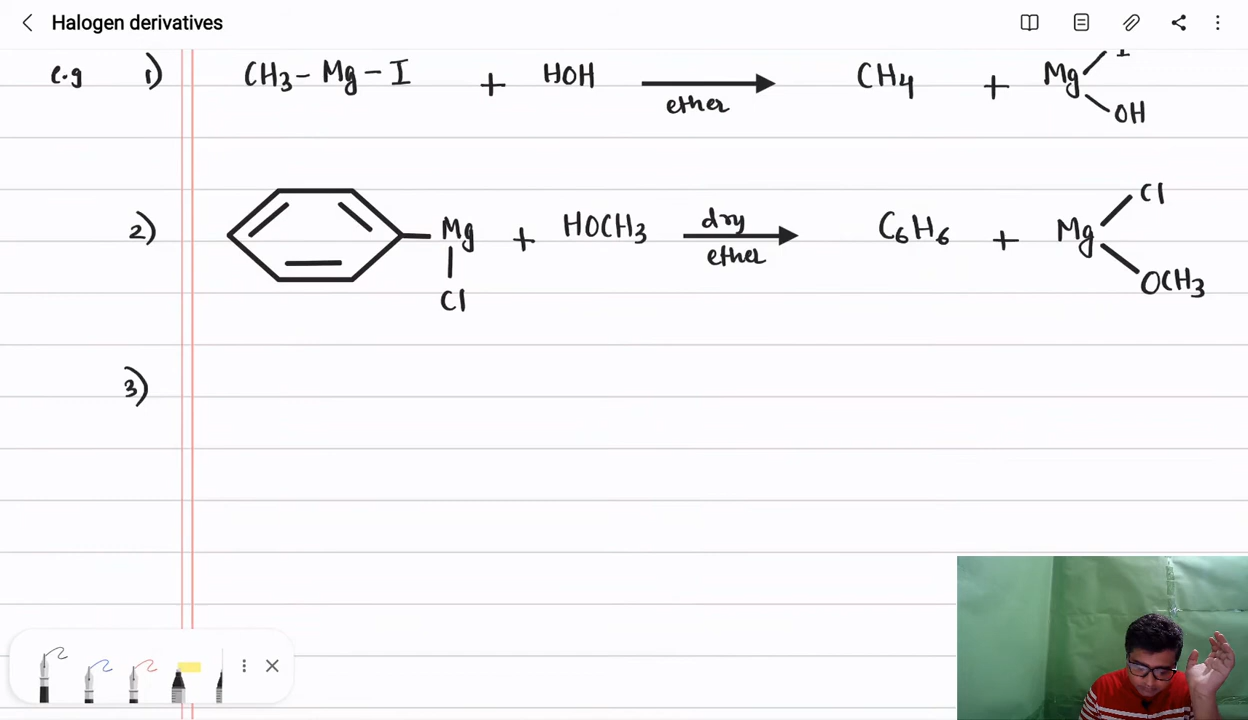 Halogen derivatives
e.g 1) CH3 - Mg - I + HOH ether CH4 + Mg I OH
2) Mg Cl + HOCH3 dry ether C6H6 + Mg Cl OCH3
3)